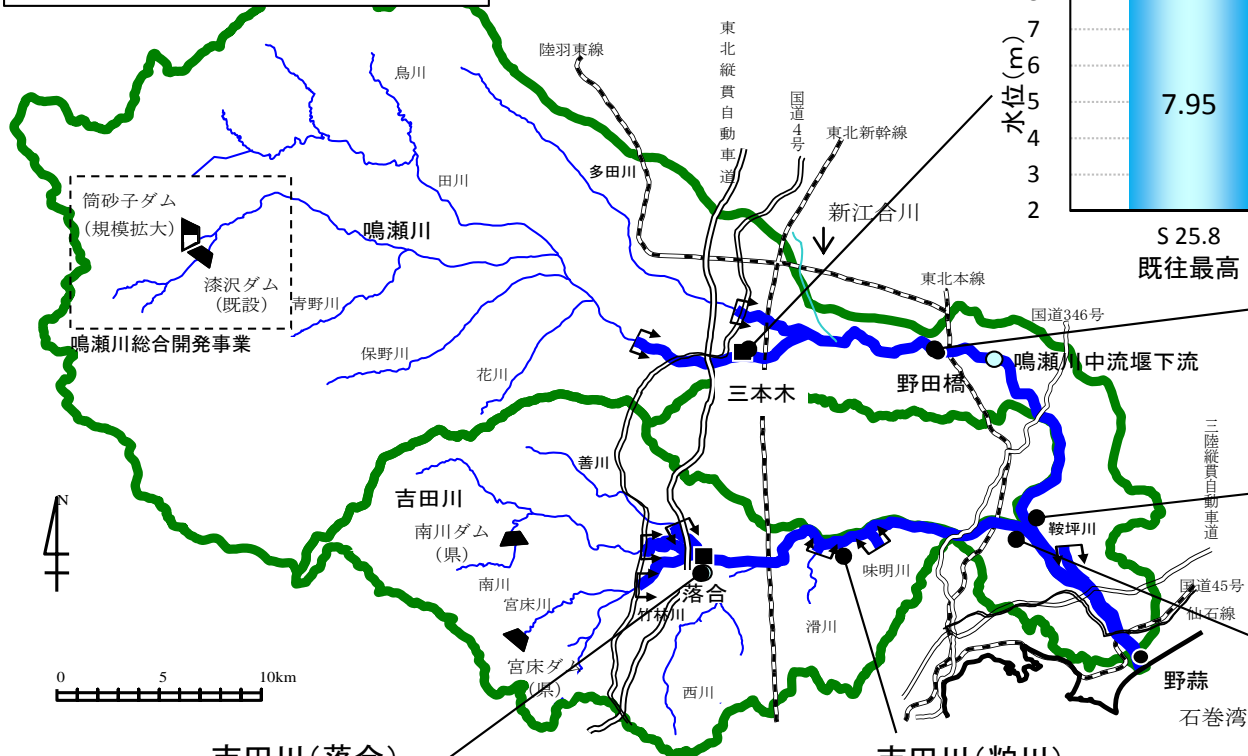 陸羽東線
東北縦貫自動車道
国道4号
東北新幹線
鳥川
多田川
田川
新江合川
筒砂子ダム
(規模拡大)
鳴瀬川
漆沢ダム
(既設)
青野川
鳴瀬川総合開発事業
保野川
花川
東北本線
国道346号
三本木
野田橋
鳴瀬川中流堰下流
三陸縦貫自動車道
善川
吉田川
N
南川ダム
(県)
南川
宮床川
宮床ダム
(県)
竹林川
落合
西川
滑川
味明川
鞍坪川
国道45号
仙石線
野蒜
石巻湾
0 5 10km
水位(m)
7
6
5
4
3
2
7.95
S 25.8
既往最高
吉田川(落合)
吉田川(粕川)